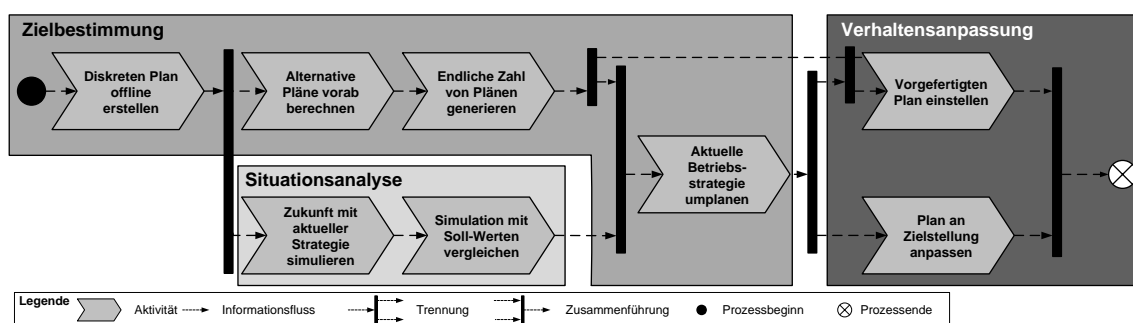 Zielbestimmung
Diskreten Plan
offline
erstellen
Alternative
Pläne vorab
berechnen
Endliche Zahl
von Plänen
generieren
Aktuelle
Betriebs-
strategie
umplanen
Situationsanalyse
Zukunft mit
aktueller
Strategie
simulieren
Simulation mit
Soll-Werten
vergleichen
Verhaltensanpassung
Vorgefertigten
Plan einstellen
Plan an
Zielstellung
anpassen
Legende
Aktivität
Informationsfluss
Trennung
Zusammenführung
Prozessbeginn
Prozessende